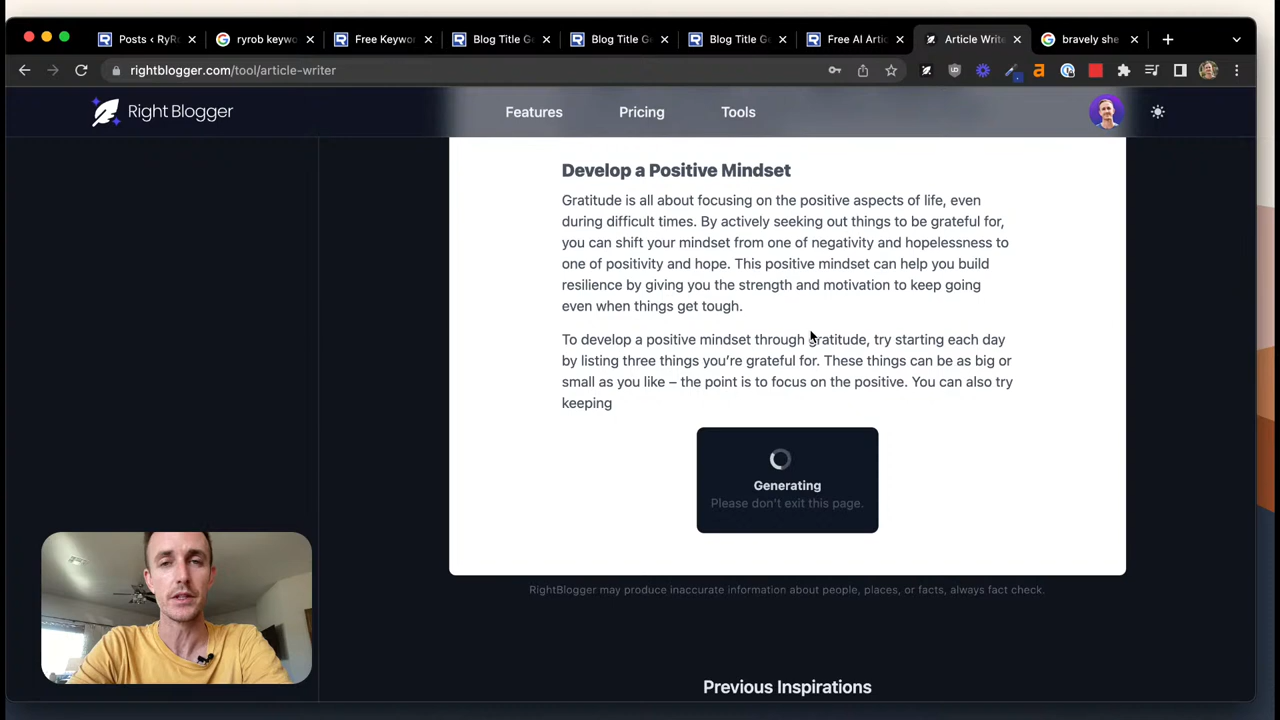 Posts ‹ RyR
ryrob keywo
Free Keywor
Blog Title G
Blog Title G
Blog Title G
Free AI Artic
Article Write
bravely she
rightblogger.com/tool/article-writer
Right Blogger
Features
Pricing
Tools
Develop a Positive Mindset
Gratitude is all about focusing on the positive aspects of life, even
during difficult times. By actively seeking out things to be grateful for,
you can shift your mindset from one of negativity and hopelessness to
one of positivity and hope. This positive mindset can help you build
resilience by giving you the strength and motivation to keep going
even when things get tough.
To develop a positive mindset through gratitude, try starting each day
by listing three things you're grateful for. These things can be as big or
small as you like – the point is to focus on the positive. You can also try
keeping
Generating
Please don't exit this page.
RightBlogger may produce inaccurate information about people, places, or facts, always fact check.
Previous Inspirations